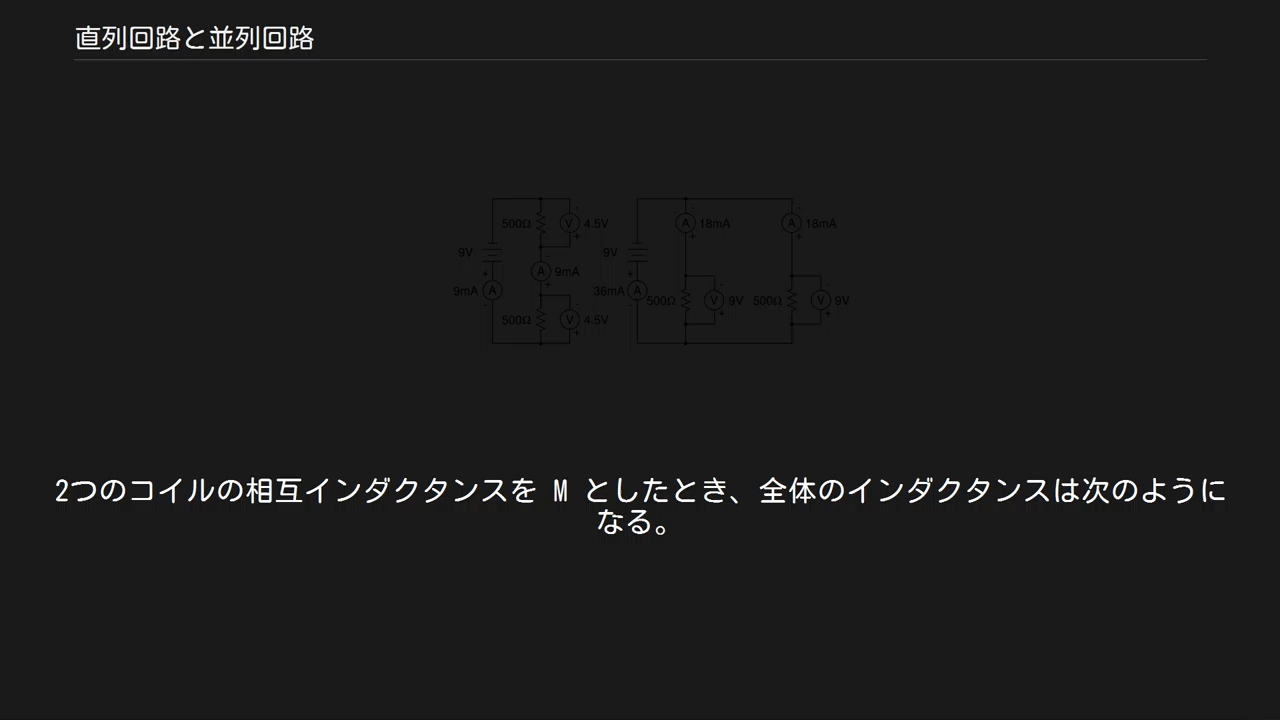 直列回路と並列回路
500Ω V 4.5V
9V
A 9mA
9mA A
500Ω V 4.5V
A 18mA A 18mA
9V
36mA A 500Ω V 9V 500Ω V 9V
2つのコイルの相互インダクタンスを M としたとき、全体のインダクタンスは次のように
なる。